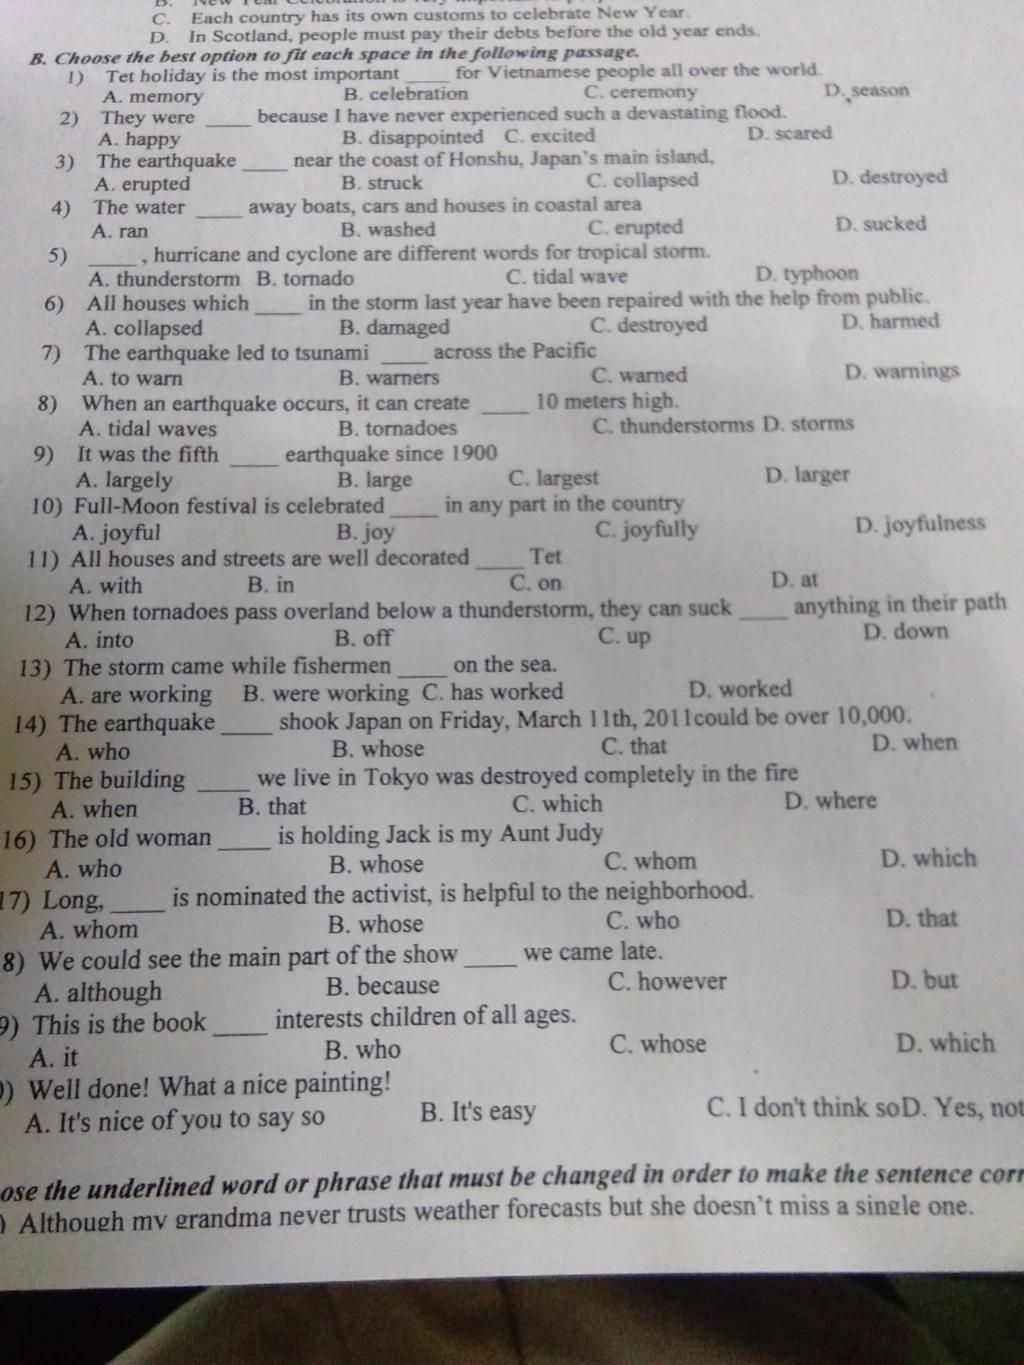 C. Each country has its own customs to celebrate New Year.
D. In Scotland, people must pay their debts before the old year ends.
B. Choose the best option to fit each space in the following passage.
1) Tet holiday is the most important ____ for Vietnamese people all over the world.
A. memory B. celebration C. ceremony D. season
2) They were ____ because I have never experienced such a devastating flood.
A. happy B. disappointed C. excited D. scared
3) The earthquake ____ near the coast of Honshu, Japan's main island,
A. erupted B. struck C. collapsed D. destroyed
4) The water ____ away boats, cars and houses in coastal area
A. ran B. washed C. erupted D. sucked
5) ____ , hurricane and cyclone are different words for tropical storm.
A. thunderstorm B. tornado C. tidal wave D. typhoon
6) All houses which ____ in the storm last year have been repaired with the help from public.
A. collapsed B. damaged C. destroyed D. harmed
7) The earthquake led to tsunami ____ across the Pacific
A. to warn B. warners C. warned D. warnings
8) When an earthquake occurs, it can create ____ 10 meters high.
A. tidal waves B. tornadoes C. thunderstorms D. storms
9) It was the fifth ____ earthquake since 1900
A. largely B. large C. largest D. larger
10) Full-Moon festival is celebrated ____ in any part in the country
A. joyful B. joy C. joyfully D. joyfulness
11) All houses and streets are well decorated ____ Tet
A. with B. in C. on D. at
12) When tornadoes pass overland below a thunderstorm, they can suck ____ anything in their path
A. into B. off C. up D. down
13) The storm came while fishermen ____ on the sea.
A. are working B. were working C. has worked D. worked
14) The earthquake ____ shook Japan on Friday, March 11th, 2011could be over 10,000.
A. who B. whose C. that D. when
15) The building ____ we live in Tokyo was destroyed completely in the fire
A. when B. that C. which D. where
16) The old woman ____ is holding Jack is my Aunt Judy
A. who B. whose C. whom D. which
17) Long, ____ is nominated the activist, is helpful to the neighborhood.
A. whom B. whose C. who D. that
8) We could see the main part of the show ____ we came late.
A. although B. because C. however D. but
9) This is the book ____ interests children of all ages.
A. it B. who C. whose D. which
) Well done! What a nice painting!
A. It's nice of you to say so B. It's easy C. I don't think soD. Yes, not
ose the underlined word or phrase that must be changed in order to make the sentence corr
) Although my grandma never trusts weather forecasts but she doesn't miss a single one.